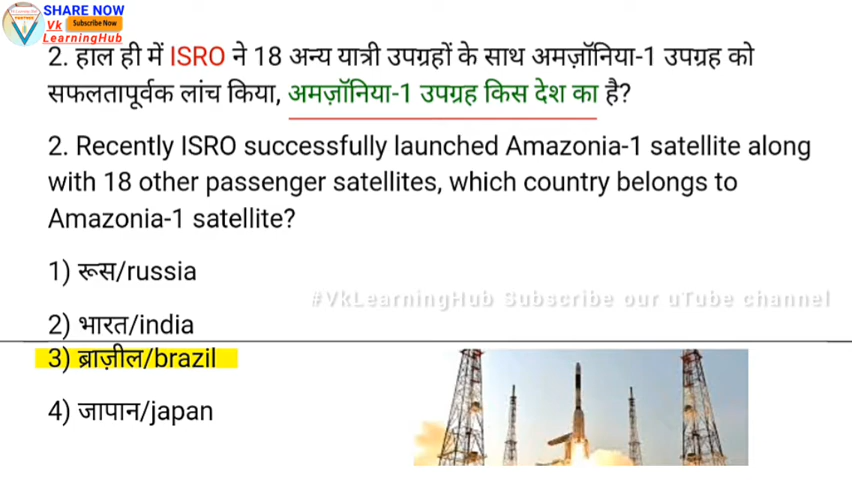 SHARE NOW
Vk Subscribe Now
LearningHub
2. हाल ही में ISRO ने 18 अन्य यात्री उपग्रहों के साथ अमज़ॉनिया-1 उपग्रह को
सफलतापूर्वक लांच किया, अमज़ॉनिया-1 उपग्रह किस देश का है?
2. Recently ISRO successfully launched Amazonia-1 satellite along
with 18 other passenger satellites, which country belongs to
Amazonia-1 satellite?
1) रूस/russia
#VkLearningHub Subscribe our uTube channel
2) भारत/india
3) ब्राज़ील/brazil
4) जापान/japan